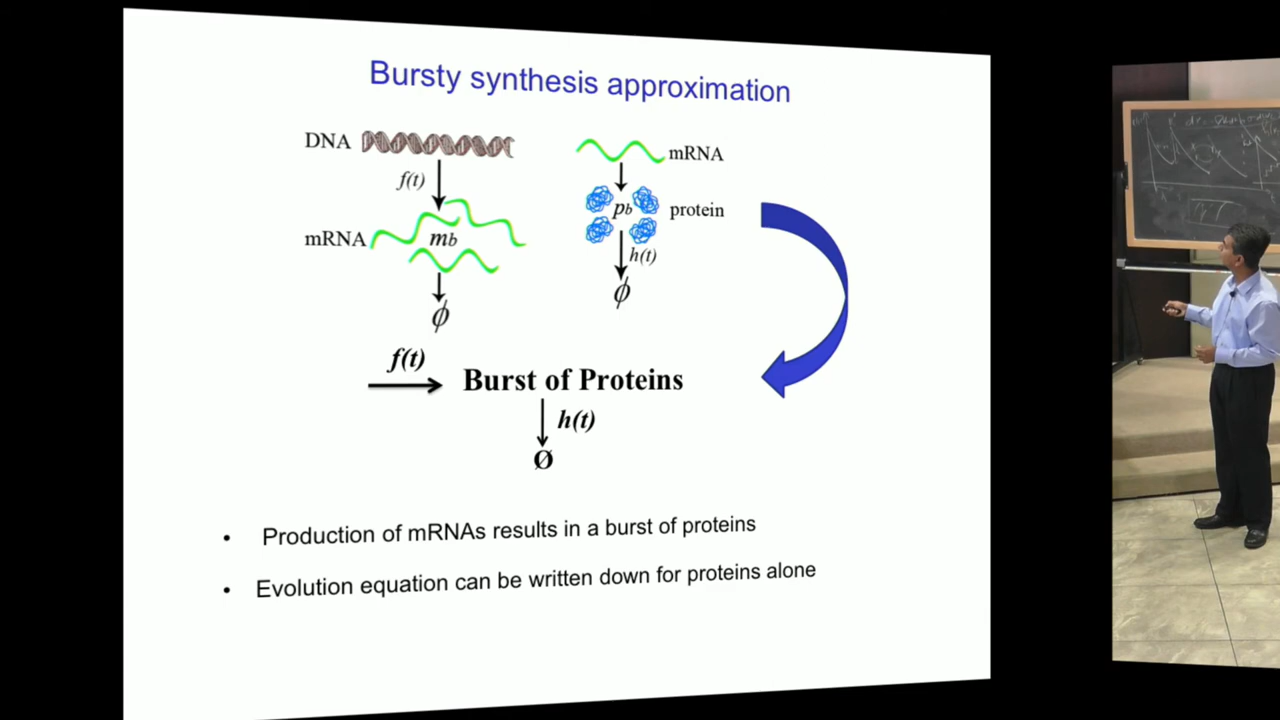 Bursty synthesis approximation
DNA
f(t)
mRNA
mb
ϕ
mRNA
pb
protein
h(t)
ϕ
f(t)
Burst of Proteins
h(t)
Ø
• Production of mRNAs results in a burst of proteins
• Evolution equation can be written down for proteins alone